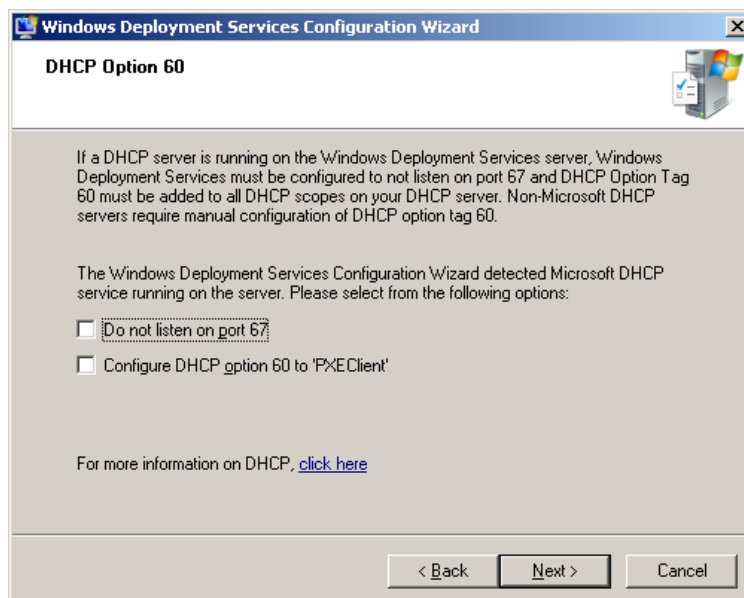 Windows Deployment Services Configuration Wizard
DHCP Option 60
If a DHCP server is running on the Windows Deployment Services server, Windows
Deployment Services must be configured to not listen on port 67 and DHCP Option Tag
60 must be added to all DHCP scopes on your DHCP server. Non-Microsoft DHCP
servers require manual configuration of DHCP option tag 60.
The Windows Deployment Services Configuration Wizard detected Microsoft DHCP
service running on the server. Please select from the following options:
Do not listen on port 67
Configure DHCP option 60 to 'PXEClient'
For more information on DHCP, click here
< Back Next > Cancel